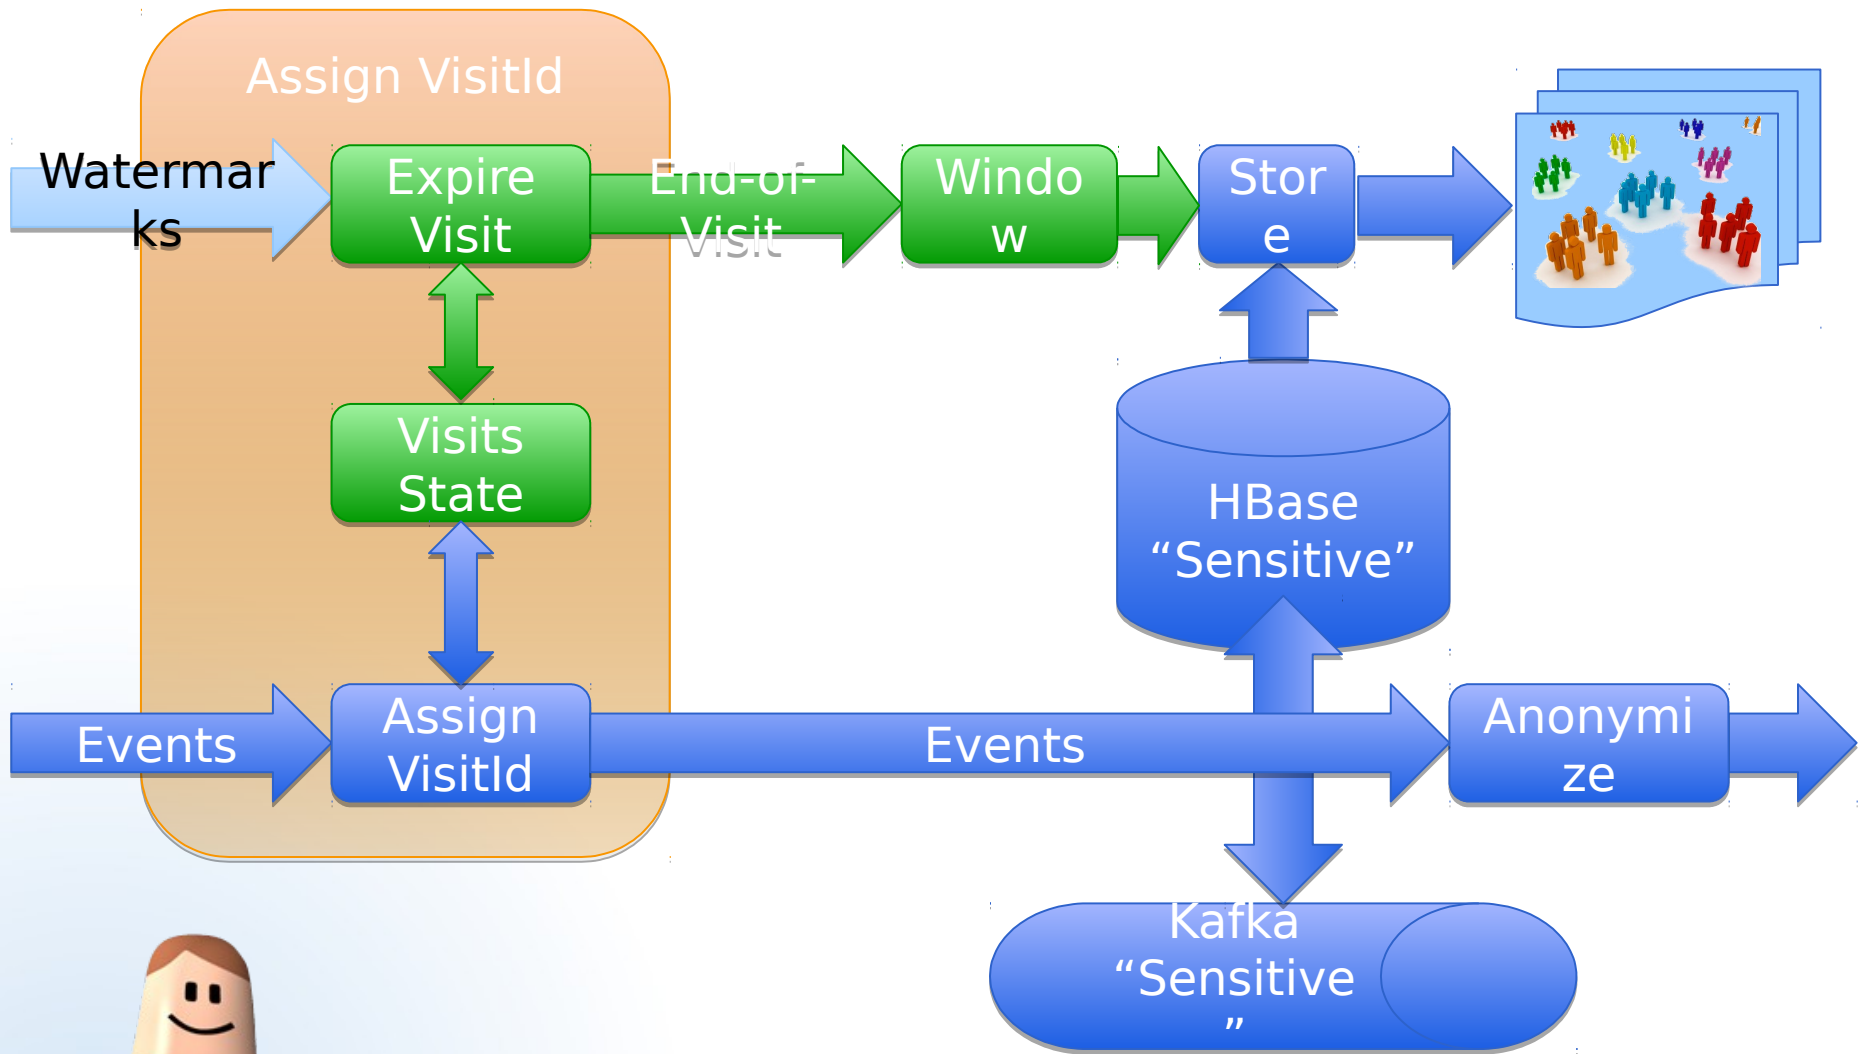 Assign VisitId
Watermar
ks
Expire
Visit
End-of-
Visit
Windo
w
Stor
e
Visits
State
HBase
“Sensitive”
Events
Assign
VisitId
Events
Anonymi
ze
Kafka
“Sensitive
”